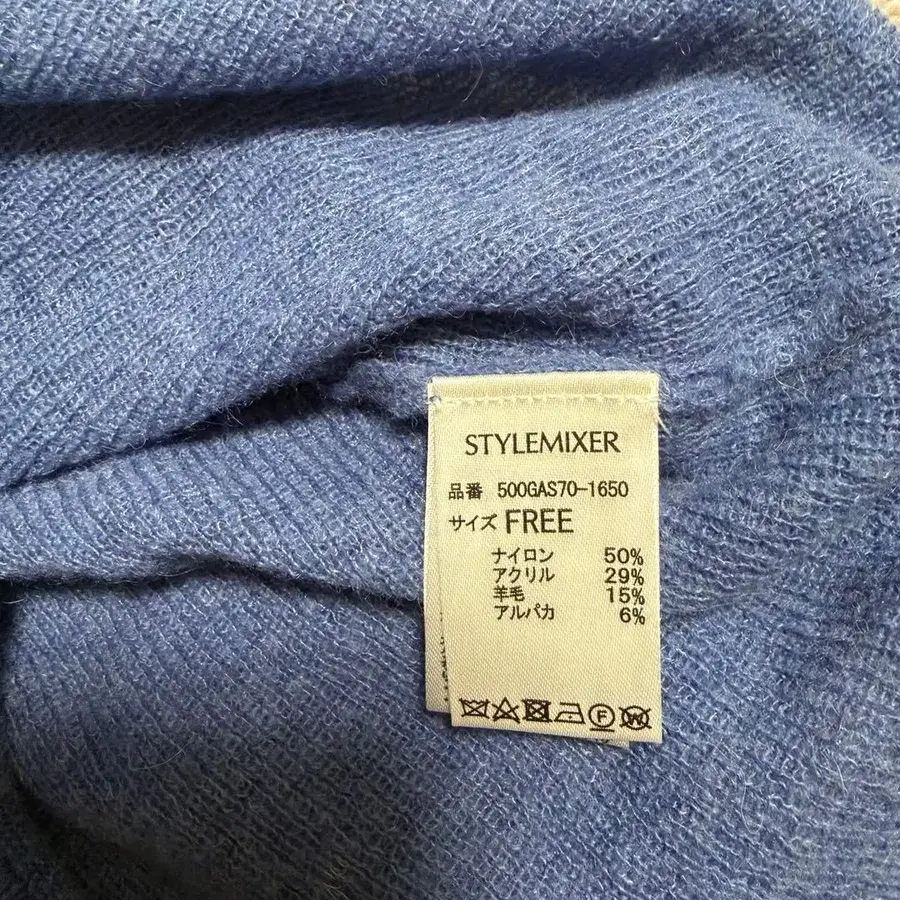 STYLEMIXER
品番 500GAS70-1650
サイズ FREE
ナイロン 50%
アクリル 29%
羊毛 15%
アルパカ 6%
F
W